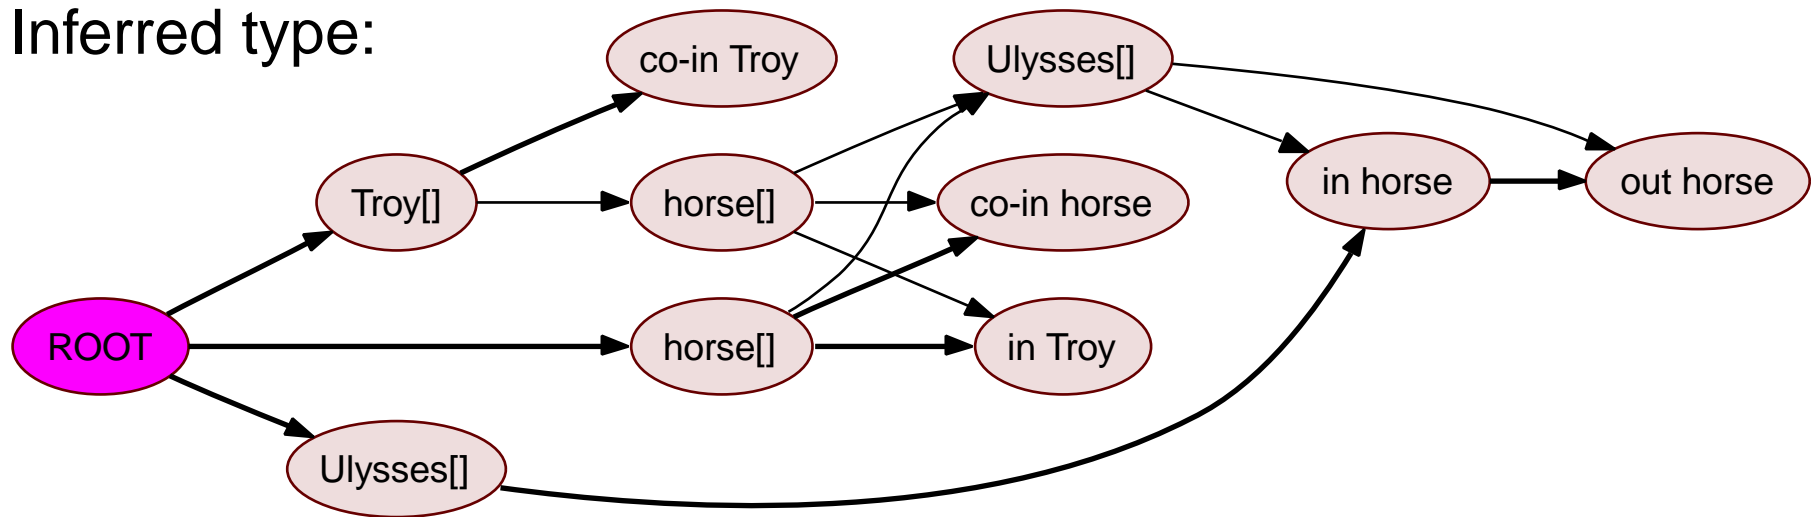 Inferred type:
co-in Troy
Ulysses[]
Troy[]
horse[]
co-in horse
in horse
out horse
ROOT
horse[]
in Troy
Ulysses[]